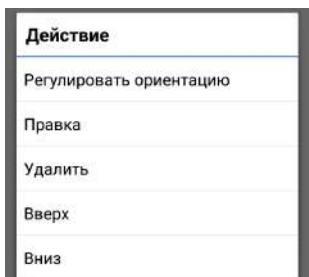 Действие
Регулировать ориентацию
Правка
Удалить
Вверх
Вниз